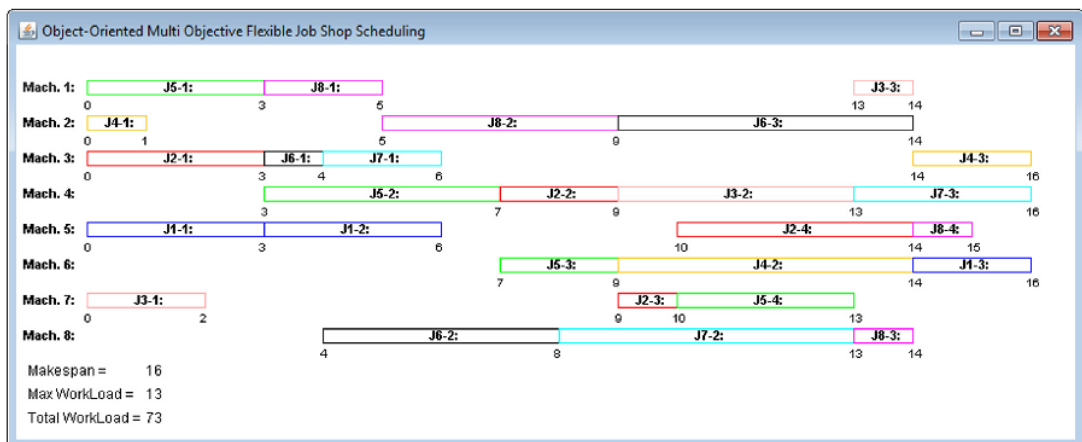 Object-Oriented Multi Objective Flexible Job Shop Scheduling
Mach. 1: J5-1: J8-1: J3-3:
0 3 5 13 14
Mach. 2: J4-1: J8-2: J6-3:
0 1 5 9 14
Mach. 3: J2-1: J6-1: J7-1: J4-3:
0 3 4 6 14 16
Mach. 4: J5-2: J2-2: J3-2: J7-3:
3 7 9 13 16
Mach. 5: J1-1: J1-2: J2-4: J8-4:
0 3 6 10 14 15
Mach. 6: J5-3: J4-2: J1-3:
7 9 14 16
Mach. 7: J3-1: J2-3: J5-4:
0 2 9 10 13
Mach. 8: J6-2: J7-2: J8-3:
4 8 13 14
Makespan = 16
Max WorkLoad = 13
Total WorkLoad = 73